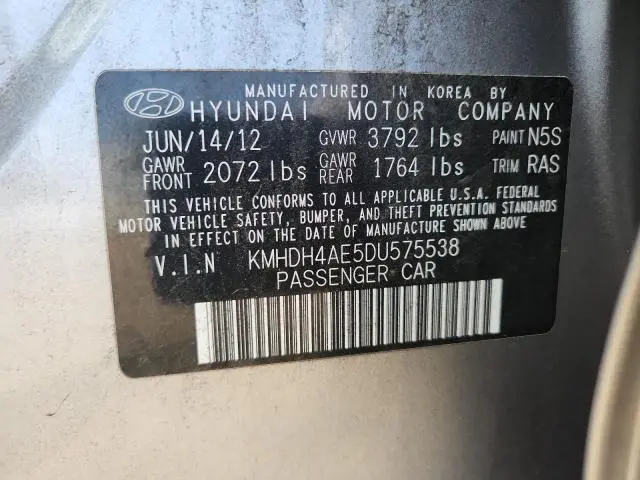 MANUFACTURED IN KOREA BY
HYUNDAI MOTOR COMPANY
JUN/14/12 GVWR 3792 lbs PAINT N5S
GAWR FRONT 2072 lbs GAWR REAR 1764 lbs TRIM RAS
THIS VEHICLE CONFORMS TO ALL APPLICABLE U.S.A. FEDERAL
MOTOR VEHICLE SAFETY, BUMPER, AND THEFT PREVENTION STANDARDS
IN EFFECT ON THE DATE OF MANUFACTURE SHOWN ABOVE.
V.I.N KMHDH4AE5DU575538
PASSENGER CAR